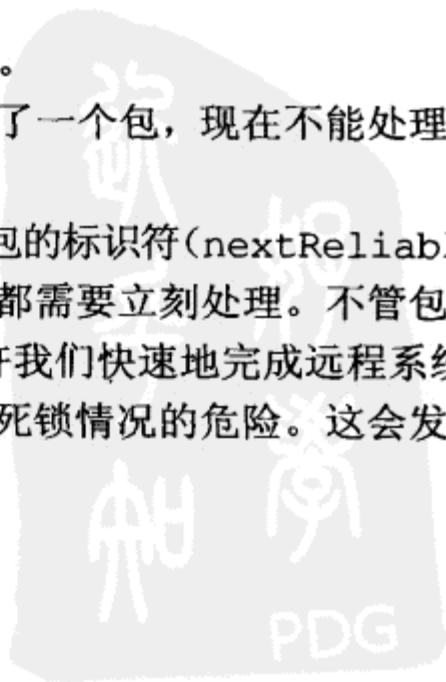 。
了一个包，现在不能处理
包的标识符(nextReliab
都需要立刻处理。不管包
许我们快速地完成远程系统
死锁情况的危险。这会发
PDG